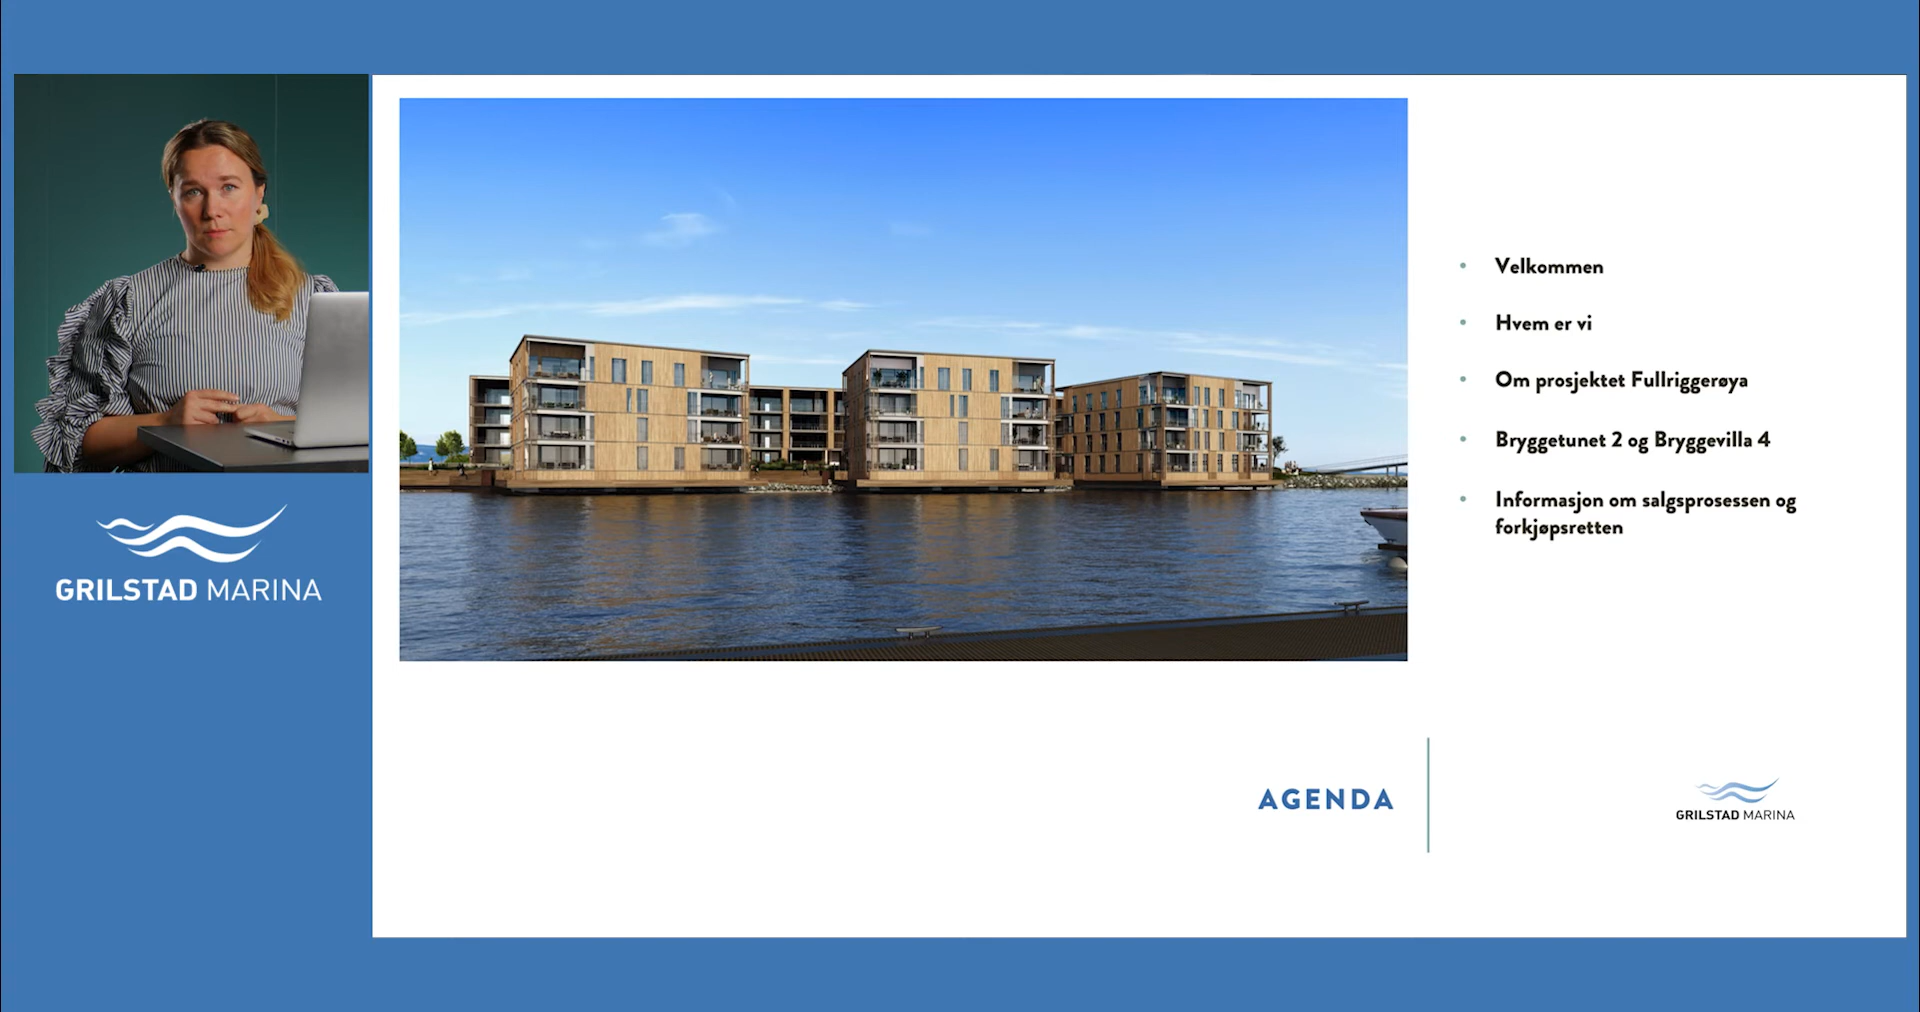 GRILSTAD MARINA
Velkommen
Hvem er vi
Om prosjektet Fullriggerøya
Bryggetunet 2 og Bryggevilla 4
Informasjon om salgsprosessen og
forkjøpsretten
AGENDA
GRILSTAD MARINA